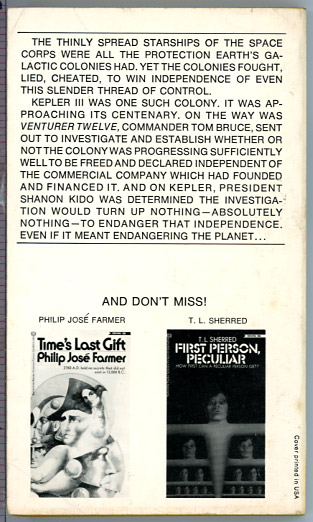 THE THINLY SPREAD STARSHIPS OF THE SPACE
CORPS WERE ALL THE PROTECTION EARTH'S GA-
LACTIC COLONIES HAD. YET THE COLONIES FOUGHT,
LIED, CHEATED, TO WIN INDEPENDENCE OF EVEN
THIS SLENDER THREAD OF CONTROL.
KEPLER III WAS ONE SUCH COLONY. IT WAS AP-
PROACHING ITS CENTENARY. ON THE WAY WAS
VENTURER TWELVE, COMMANDER TOM BRUCE, SENT
OUT TO INVESTIGATE AND ESTABLISH WHETHER OR
NOT THE COLONY WAS PROGRESSING SUFFICIENTLY
WELL TO BE FREED AND DECLARED INDEPENDENT OF
THE COMMERCIAL COMPANY WHICH HAD FOUNDED
AND FINANCED IT. AND ON KEPLER, PRESIDENT
SHANON KIDO WAS DETERMINED THE INVESTIGA-
TION WOULD TURN UP NOTHING—ABSOLUTELY
NOTHING—TO ENDANGER THAT INDEPENDENCE.
EVEN IF IT MEANT ENDANGERING THE PLANET...
AND DON'T MISS!
PHILIP JOSÉ FARMER
Time's Last Gift
Philip José Farmer
T. L. SHERRED
T. L. SHERRED
FIRST PERSON,
PECULIAR
HOW FIRST CAN A PECULIAR PERSON GET?
Cover printed in USA